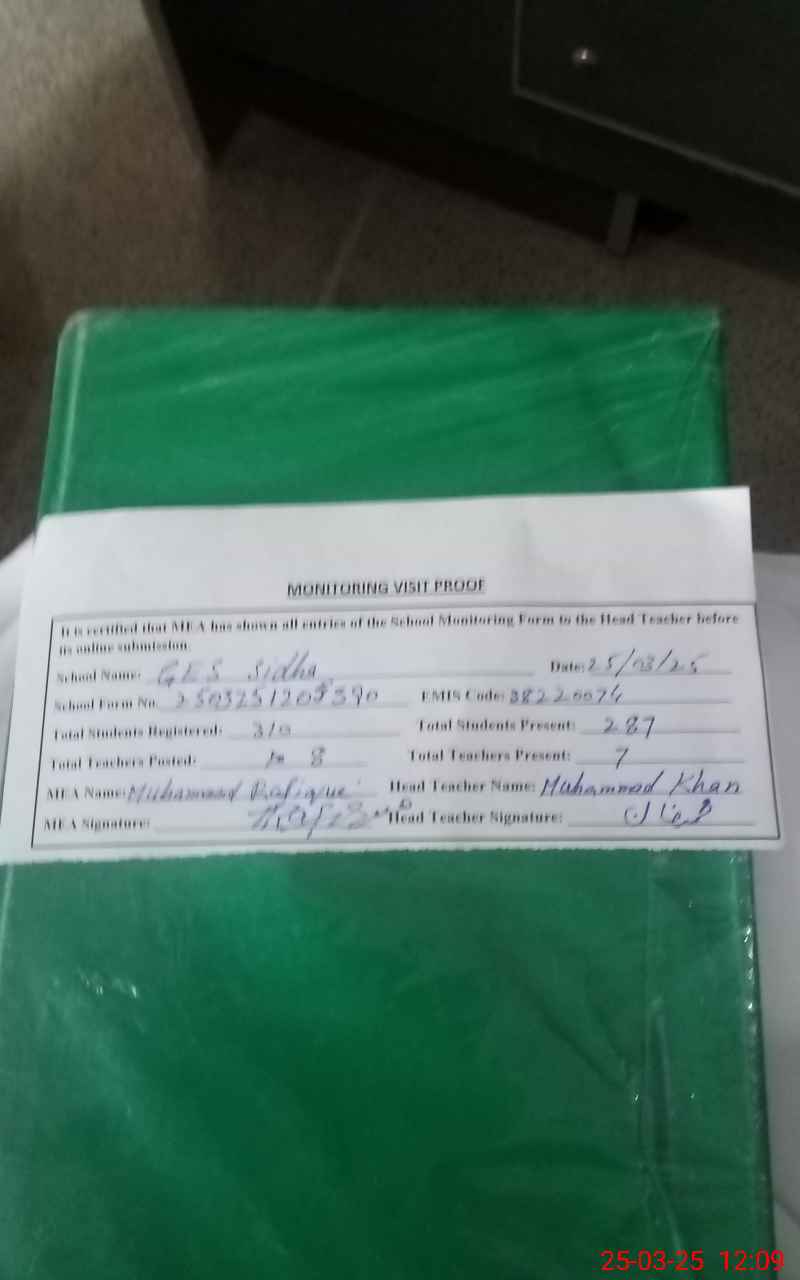 MONITORING VISIT PROOF
It is certified that MEA has shown all entries of the School Monitoring Form to the Head Teacher before
its online submission.
School Name: GES Sidha Date: 25/03/25
School Form No. EMIS Code: 38220074
Total Students Registered: 310 Total Students Present: 287
Total Teachers Posted: 8 Total Teachers Present: 7
MEA Name: Muhammad Rafique Head Teacher Name: Muhammad Khan
MEA Signature: Head Teacher Signature:
25-03-25 12:09